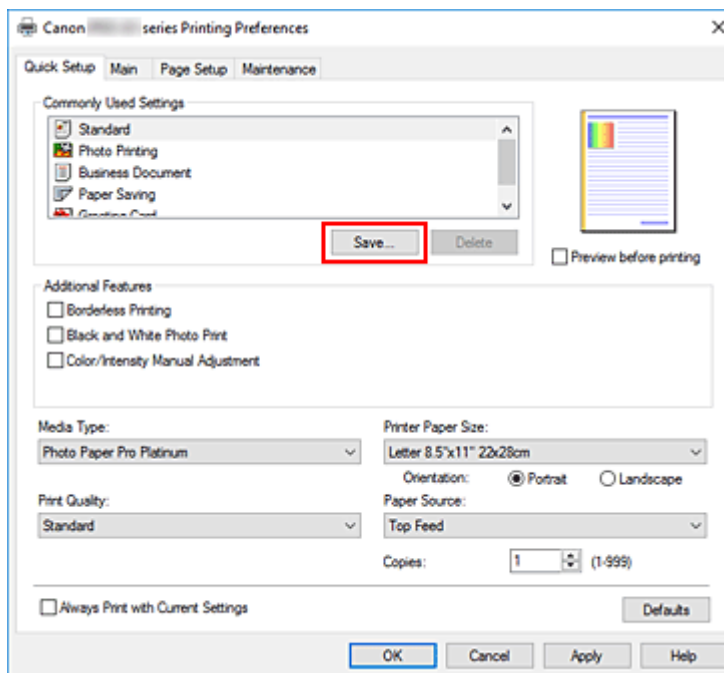 Canon series Printing Preferences
Quick Setup Main Page Setup Maintenance
Commonly Used Settings
Standard
Photo Printing
Business Document
Paper Saving
Greeting Card
Save... Delete
Preview before printing
Additional Features
Borderless Printing
Black and White Photo Print
Color/Intensity Manual Adjustment
Media Type:
Photo Paper Pro Platinum
Printer Paper Size:
Letter 8.5"x11" 22x28cm
Orientation: Portrait Landscape
Print Quality:
Standard
Paper Source:
Top Feed
Copies: 1 (1-999)
Always Print with Current Settings
Defaults
OK Cancel Apply Help